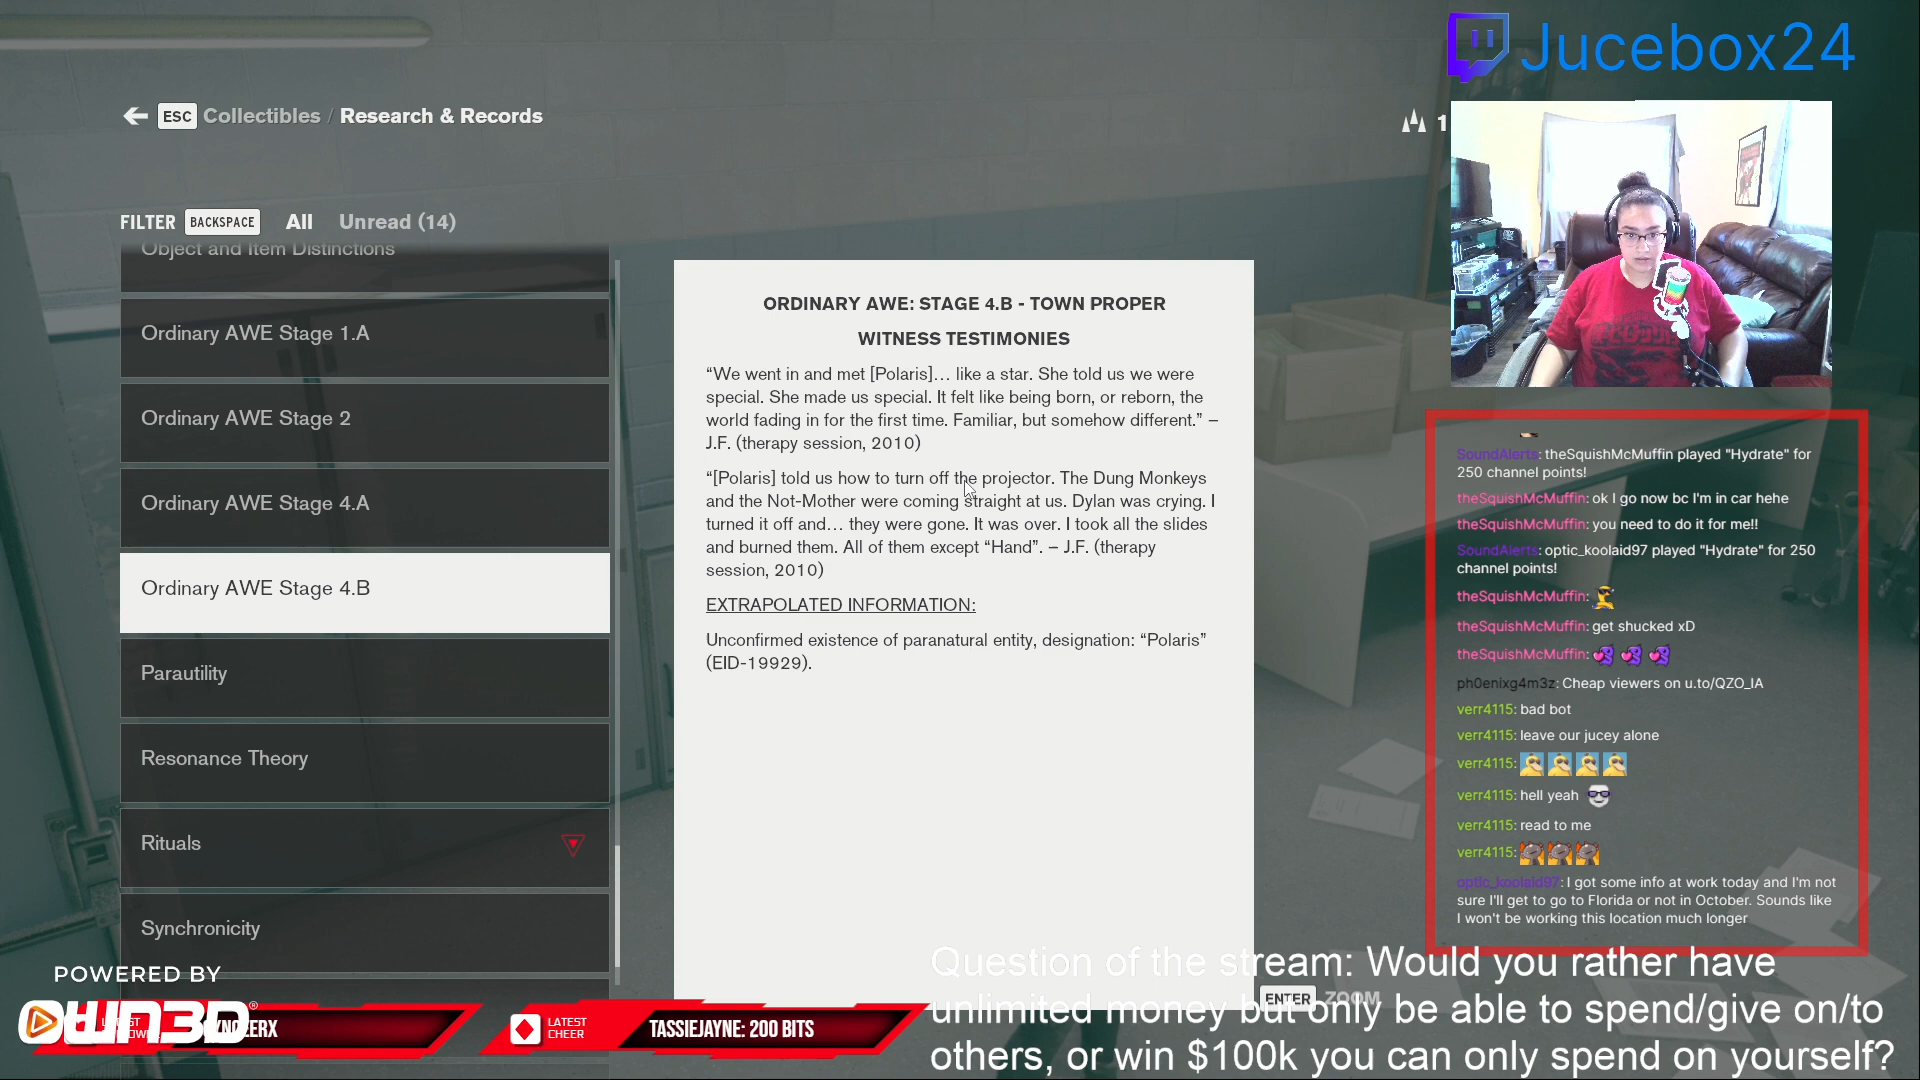 Jucebox24
ESC Collectibles / Research & Records
1
FILTER BACKSPACE All Unread (14)
Object and Item Distinctions
Ordinary AWE Stage 1.A
Ordinary AWE Stage 2
Ordinary AWE Stage 4.A
Ordinary AWE Stage 4.B
Parautility
Resonance Theory
Rituals
Synchronicity
ORDINARY AWE: STAGE 4.B - TOWN PROPER
WITNESS TESTIMONIES
“We went in and met [Polaris]… like a star. She told us we were
special. She made us special. It felt like being born, or reborn, the
world fading in for the first time. Familiar, but somehow different.” –
J.F. (therapy session, 2010)
“[Polaris] told us how to turn off the projector. The Dung Monkeys
and the Not-Mother were coming straight at us. Dylan was crying. I
turned it off and… they were gone. It was over. I took all the slides
and burned them. All of them except “Hand”. – J.F. (therapy
session, 2010)
EXTRAPOLATED INFORMATION:
Unconfirmed existence of paranatural entity, designation: “Polaris”
(EID-19929).
ENTER ZOOM
SoundAlerts: theSquishMcMuffin played "Hydrate" for
250 channel points!
theSquishMcMuffin: ok I go now bc I'm in car hehe
theSquishMcMuffin: you need to do it for me!!
SoundAlerts: optic_koolaid97 played "Hydrate" for 250
channel points!
theSquishMcMuffin:
theSquishMcMuffin: get shucked xD
theSquishMcMuffin:
ph0enixg4m3z: Cheap viewers on u.to/QZO_IA
verr4115: bad bot
verr4115: leave our jucey alone
verr4115:
verr4115: hell yeah
verr4115: read to me
verr4115:
optic_koolaid97: I got some info at work today and I'm not
sure I'll get to go to Florida or not in October. Sounds like
I won't be working this location much longer
Question of the stream: Would you rather have
unlimited money but only be able to spend/give on/to
others, or win $100k you can only spend on yourself?
POWERED BY
OWN3D®
LATEST
CHEER
TASSIEJAYNE: 200 BITS